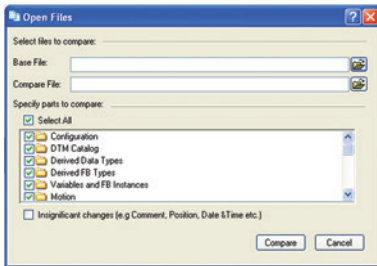 Open Files
Select files to compare:
Base File:
Compare File:
Specify parts to compare:
Select All
Configuration
DTM Catalog
Derived Data Types
Derived FB Types
Variables and FB Instances
Motion
Insignificant changes (e.g Comment, Position, Date &Time etc.)
Compare Cancel